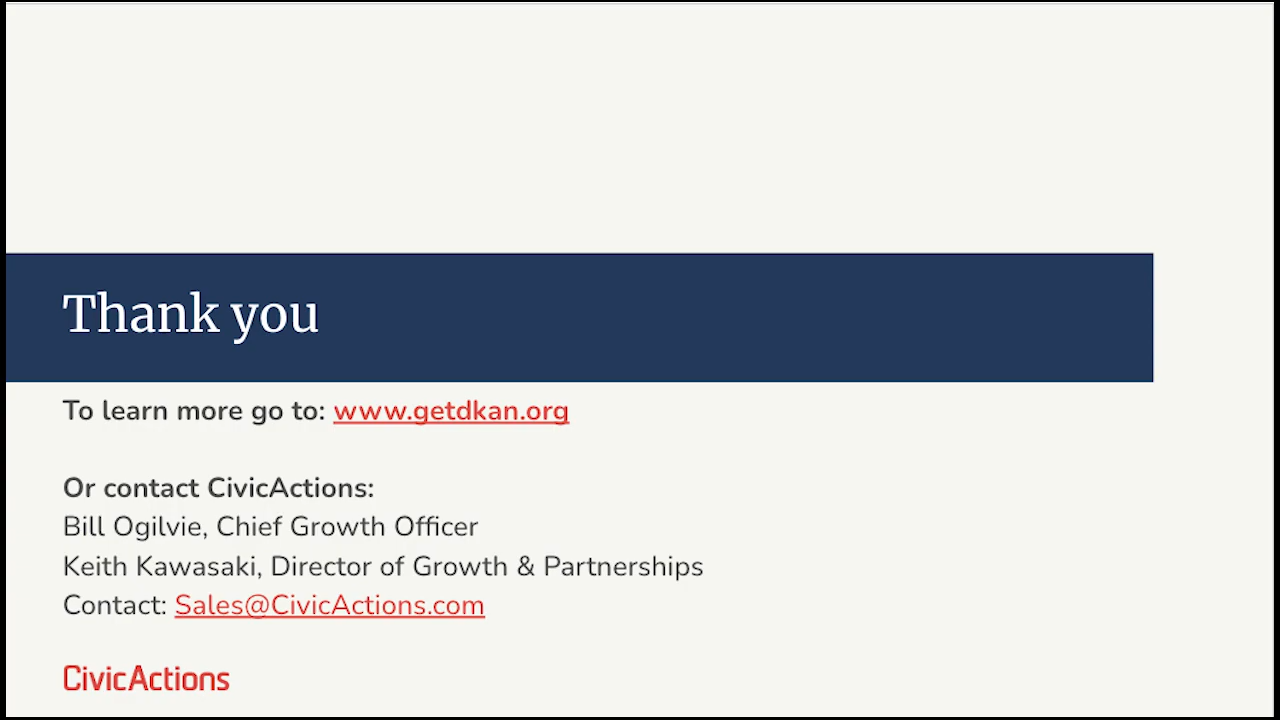 Thank you
To learn more go to: www.getdkan.org
Or contact CivicActions:
Bill Ogilvie, Chief Growth Officer
Keith Kawasaki, Director of Growth & Partnerships
Contact: Sales@CivicActions.com
CivicActions